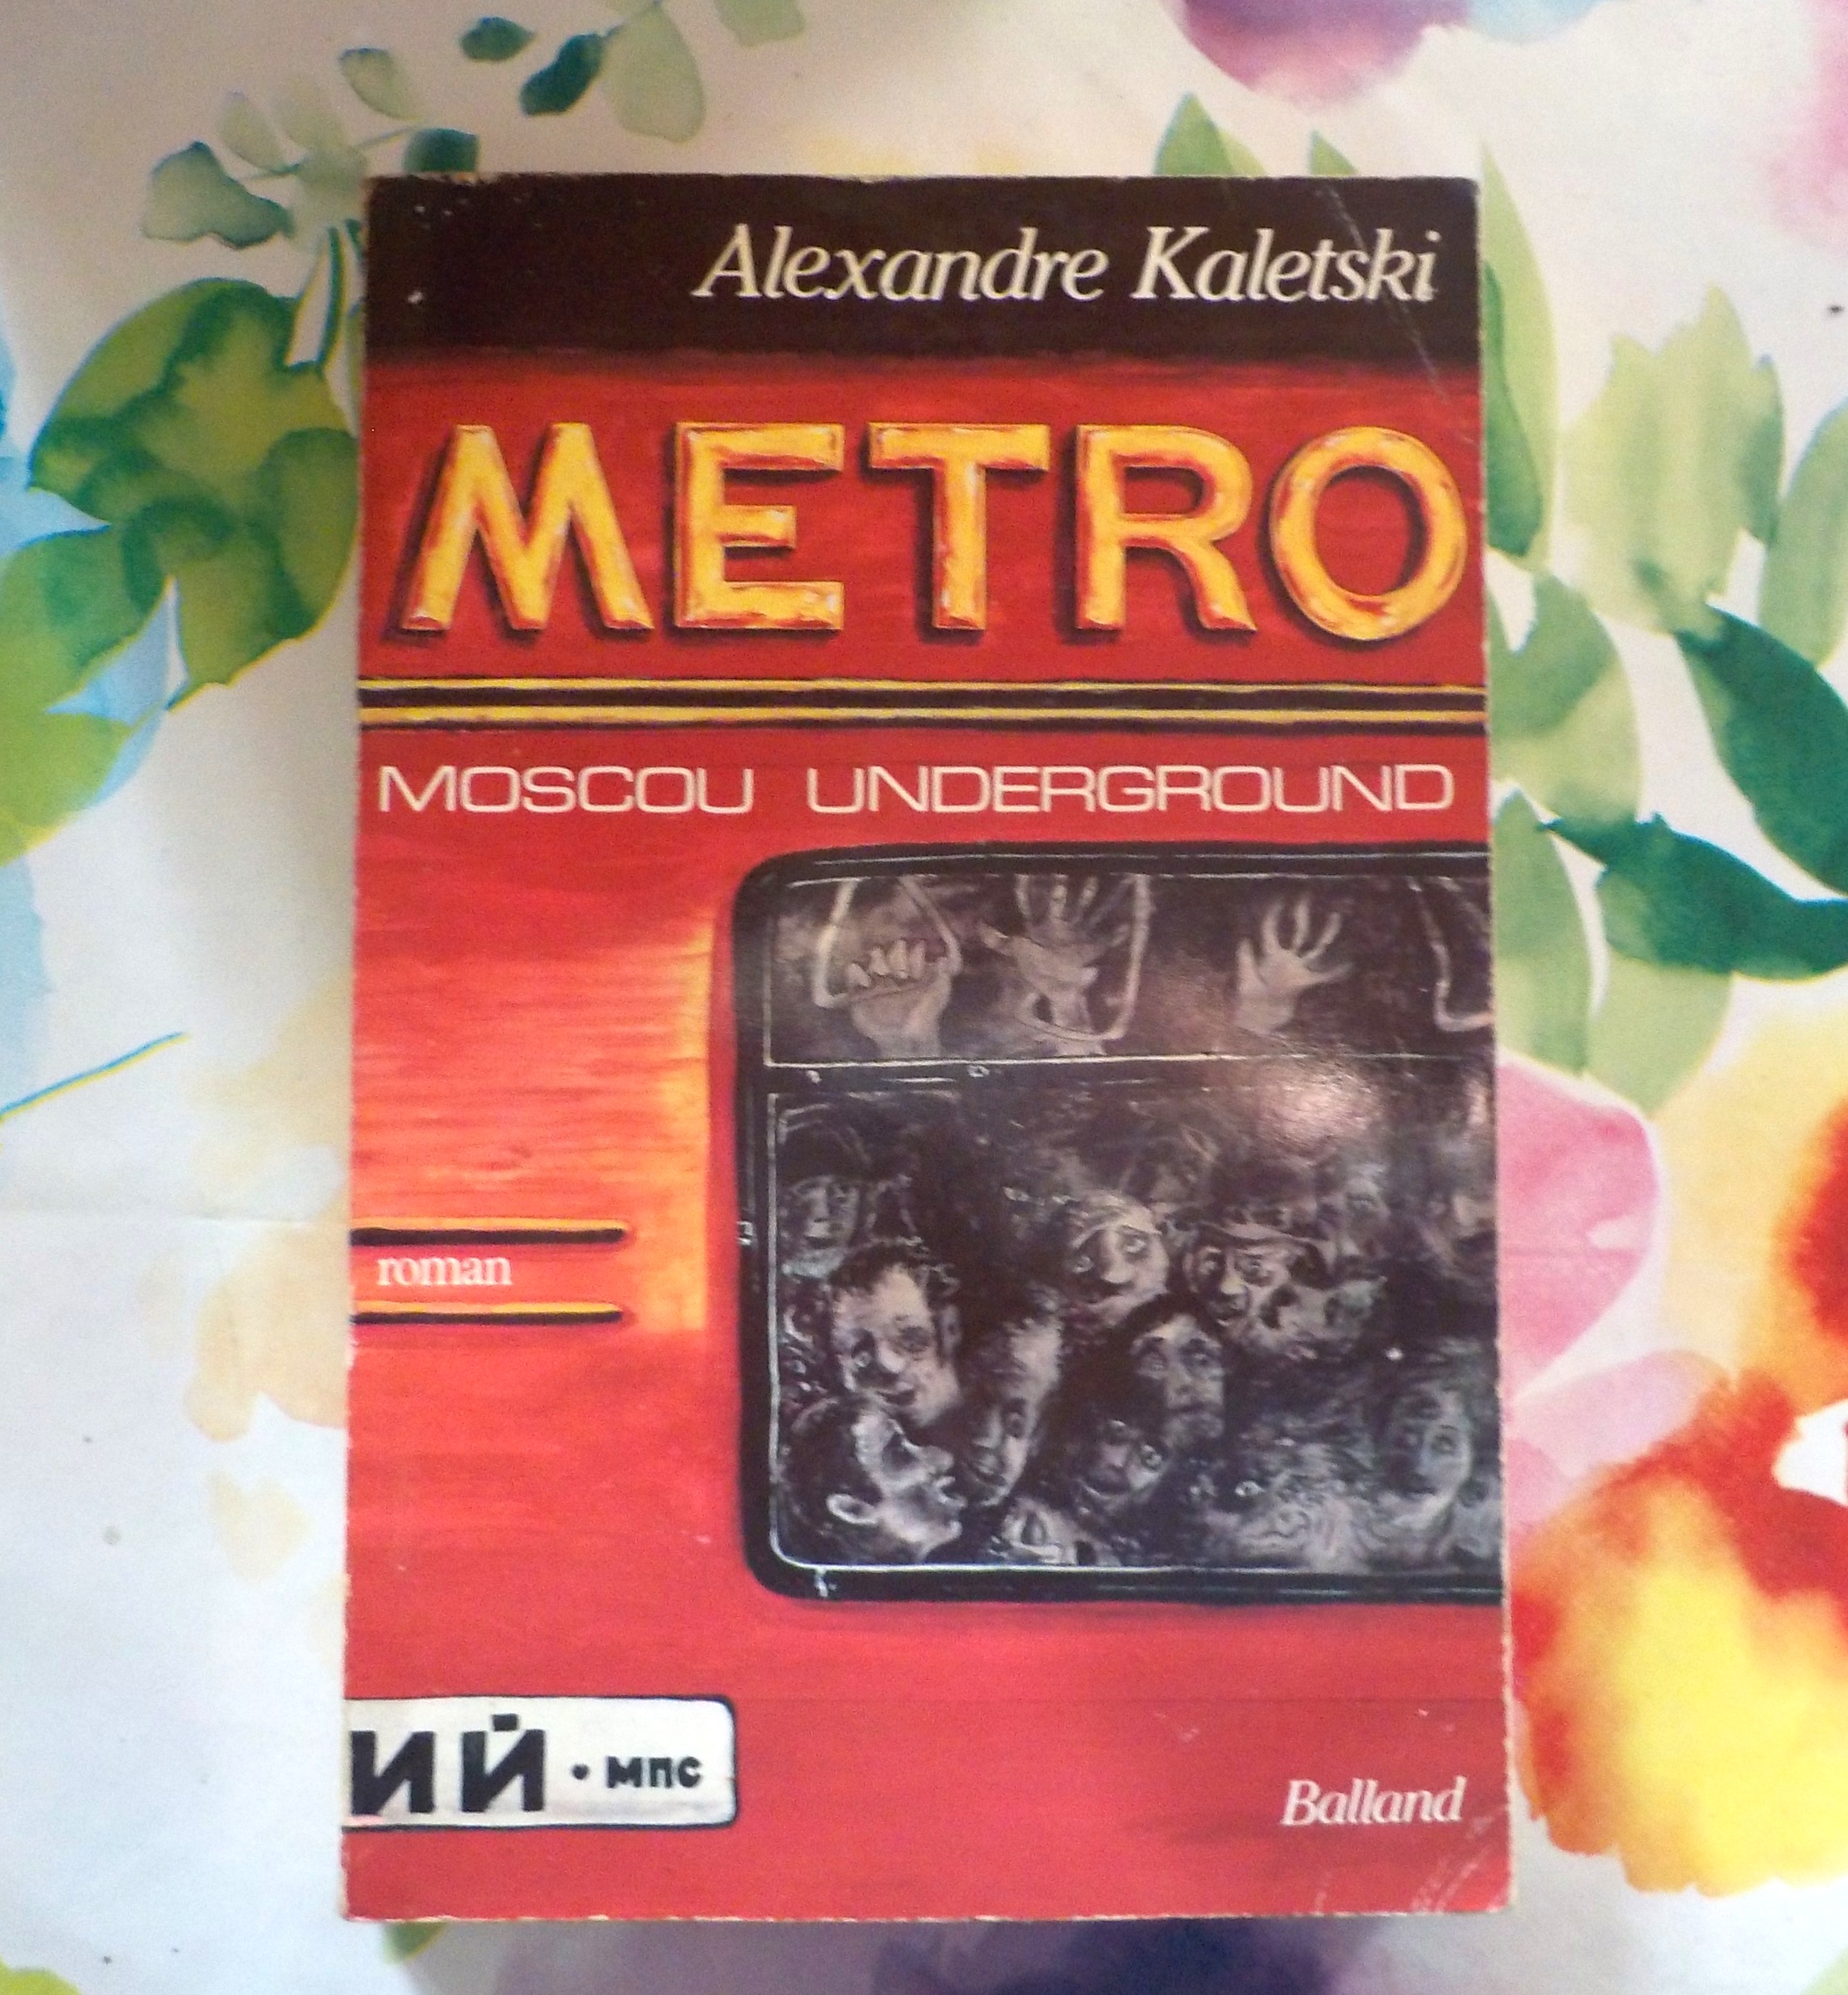 Alexandre Kaletski
METRO
MOSCOU UNDERGROUND
roman
ИЙ • МПС
Balland